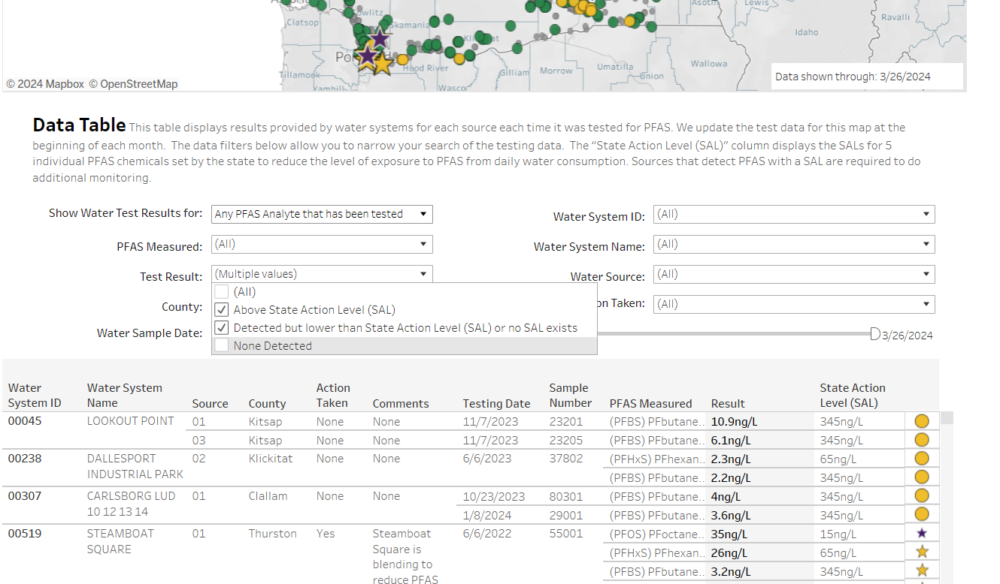 Cowlitz
Clatsop
Skamania
Asotin
Lewis
Ravalli
Idaho
Hood River
Tillamook
Yamhill
Wasco
Gilliam
Morrow
Umatilla
Union
Wallowa
© 2024 Mapbox © OpenStreetMap
Data shown through: 3/26/2024
Data Table This table displays results provided by water systems for each source each time it was tested for PFAS. We update the test data for this map at the
beginning of each month. The data filters below allow you to narrow your search of the testing data. The “State Action Level (SAL)” column displays the SALs for 5
individual PFAS chemicals set by the state to reduce the level of exposure to PFAS from daily water consumption. Sources that detect PFAS with a SAL are required to do
additional monitoring.
Show Water Test Results for: Any PFAS Analyte that has been tested
Water System ID: (All)
PFAS Measured: (All)
Water System Name: (All)
Test Result: (Multiple values)
Water Source: (All)
(All)
County:
Above State Action Level (SAL)
on Taken: (All)
Water Sample Date:
Detected but lower than State Action Level (SAL) or no SAL exists
3/26/2024
None Detected
Water System ID Water System Name Source County Action Taken Comments Testing Date Sample Number PFAS Measured Result State Action Level (SAL)
00045 LOOKOUT POINT 01 Kitsap None None 11/7/2023 23201 (PFBS) PFbutane.. 10.9ng/L 345ng/L
03 Kitsap None None 11/7/2023 23205 (PFBS) PFbutane.. 6.1ng/L 345ng/L
00238 DALLESPORT 02 Klickitat None None 6/6/2023 37802 (PFHxS) PFhexan.. 2.3ng/L 65ng/L
INDUSTRIAL PARK (PFBS) PFbutane.. 2.2ng/L 345ng/L
00307 CARLSBORG LUD 01 Clallam None None 10/23/2023 80301 (PFBS) PFbutane.. 4ng/L 345ng/L
10 12 13 14 1/8/2024 29001 (PFBS) PFbutane.. 3.6ng/L 345ng/L
00519 STEAMBOAT 01 Thurston Yes Steamboat 6/6/2022 55001 (PFOS) PFoctane.. 35ng/L 15ng/L
SQUARE Square is (PFHxS) PFhexan.. 26ng/L 65ng/L
blending to (PFBS) PFbutane.. 3.2ng/L 345ng/L
reduce PFAS